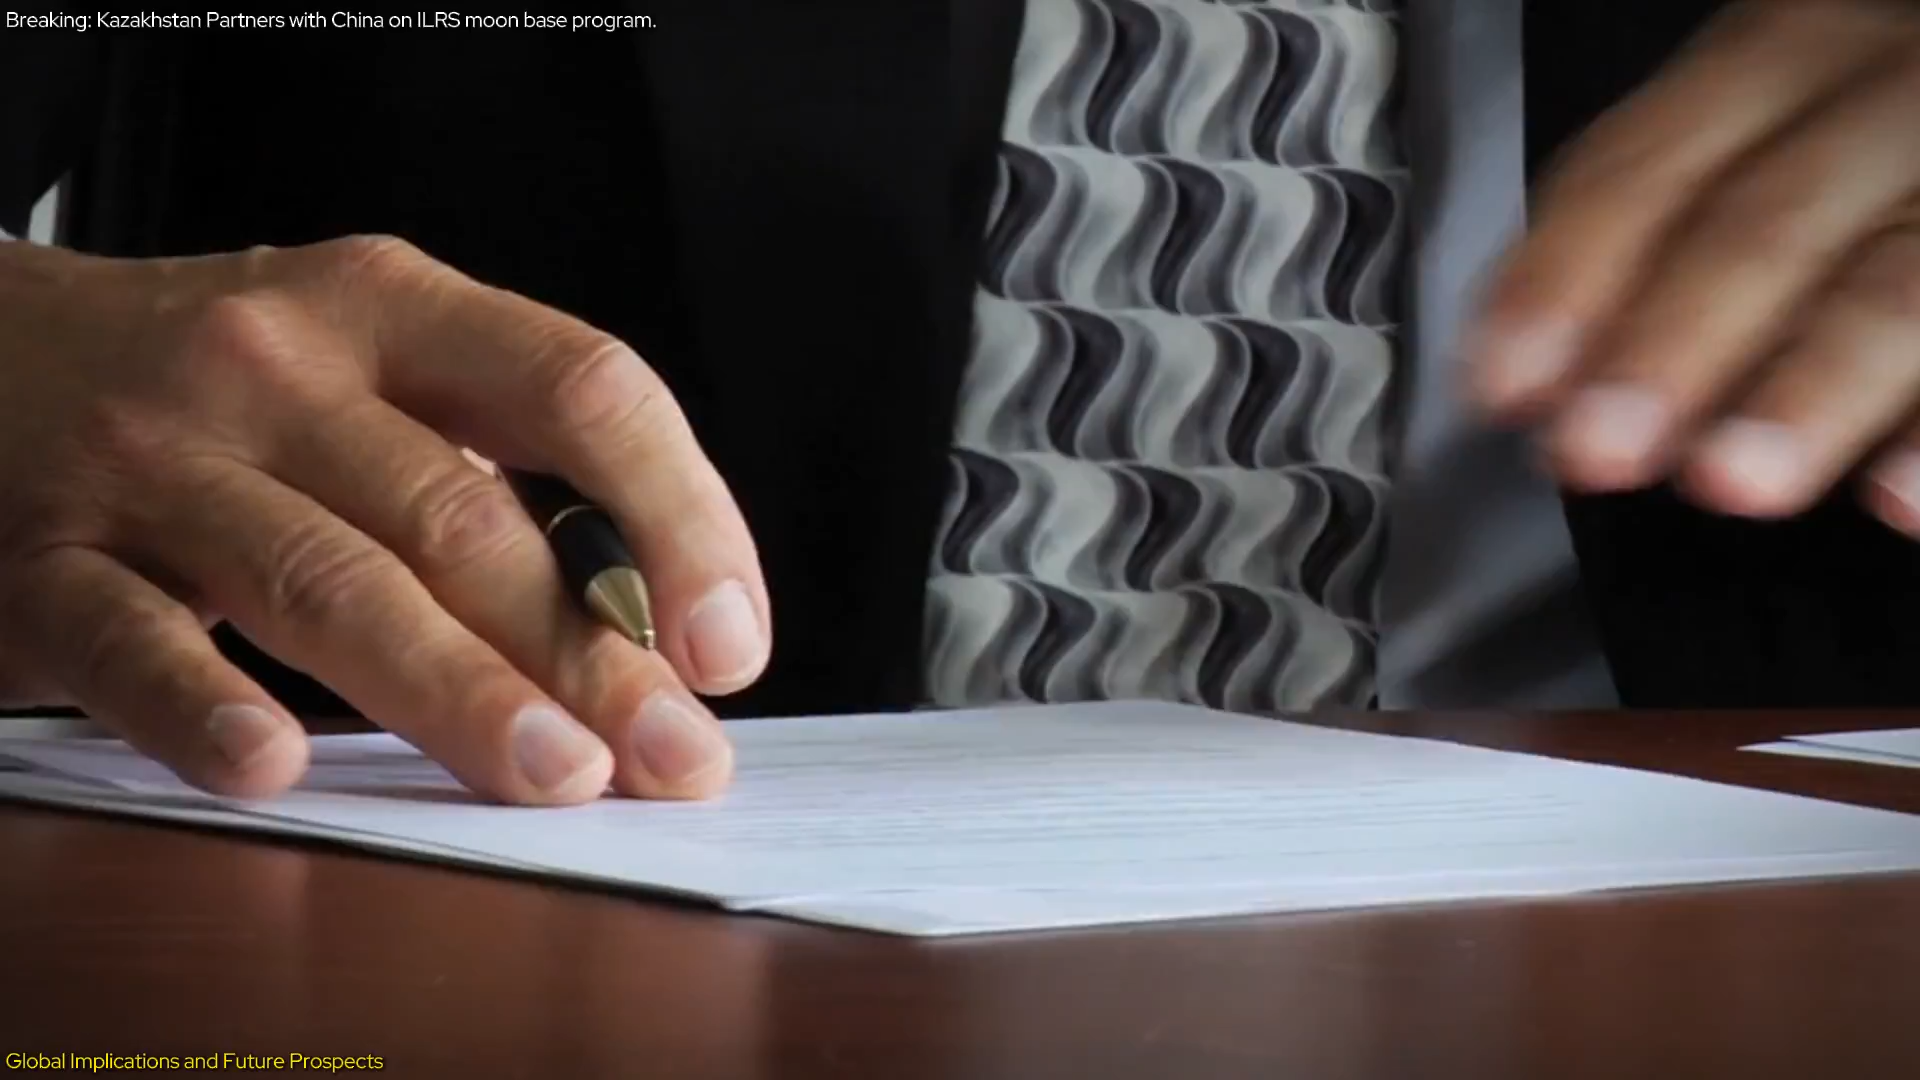 Breaking: Kazakhstan Partners with China on ILRS moon base program.
Global Implications and Future Prospects